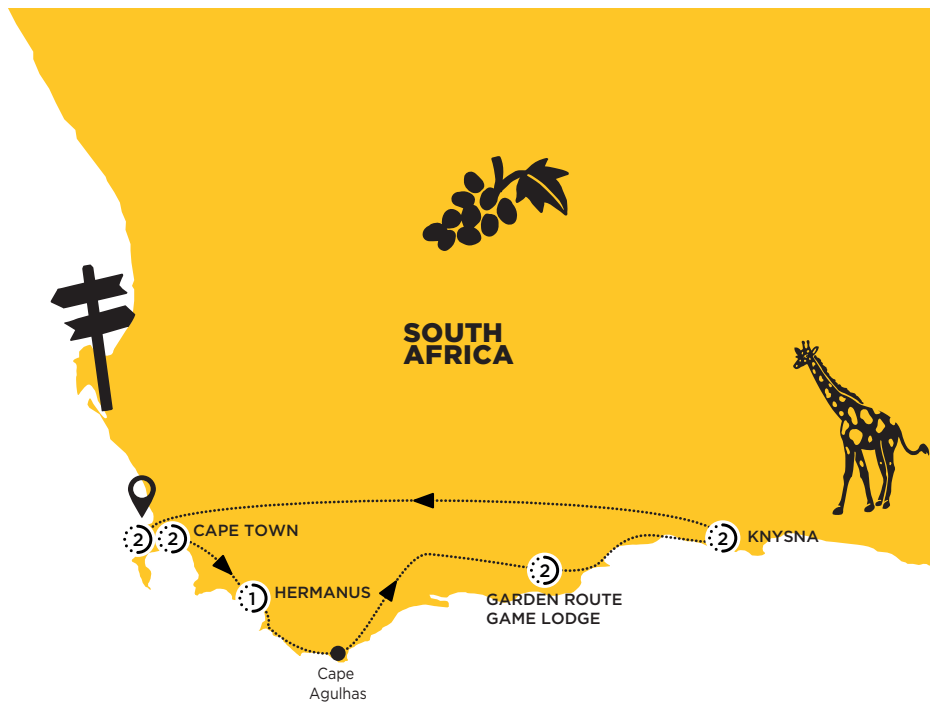 SOUTH
AFRICA
2
2
CAPE TOWN
2
KNYSNA
1
HERMANUS
2
GARDEN ROUTE
GAME LODGE
Cape
Agulhas